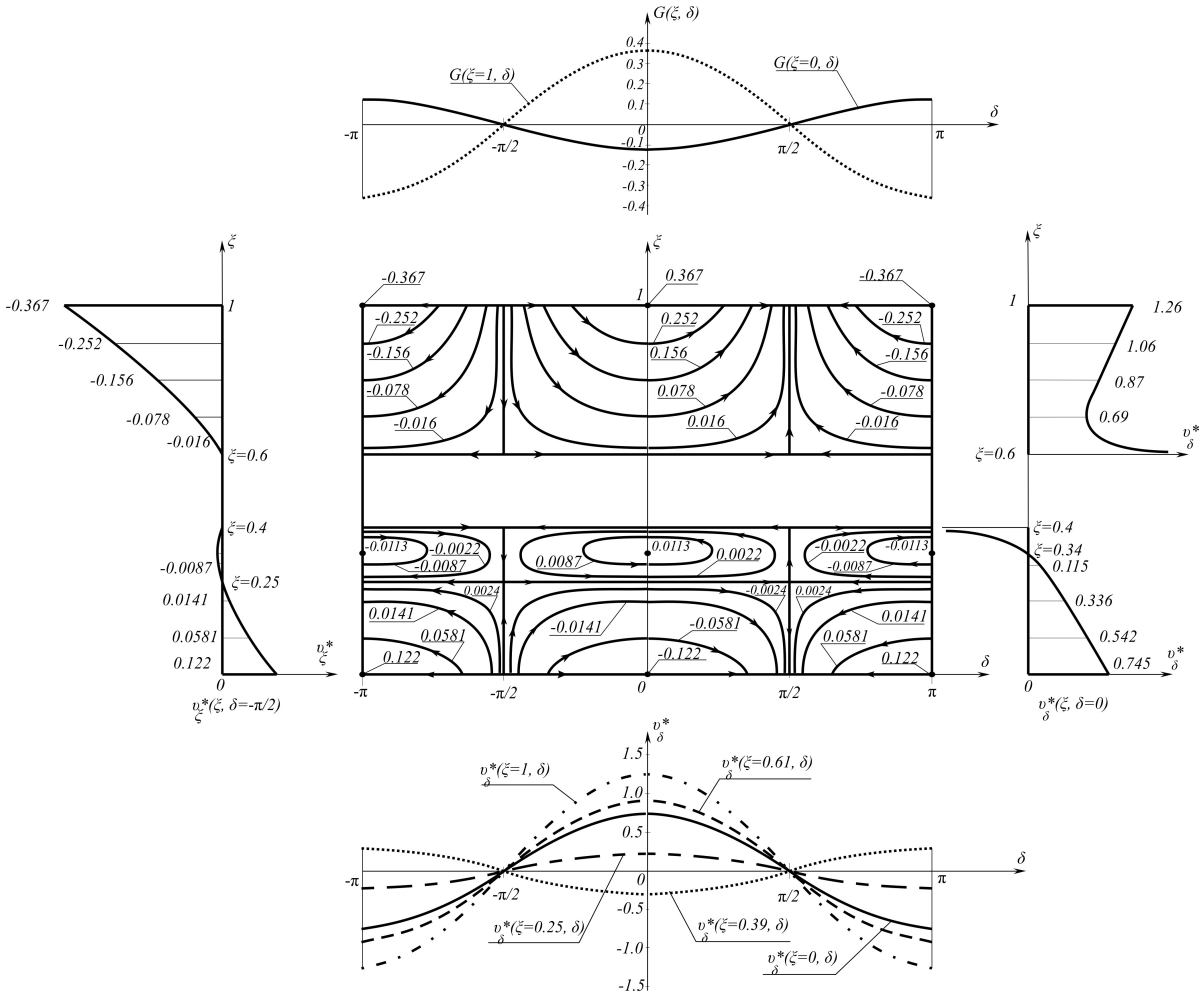 G(ξ, δ)
0.4
0.3
0.2
0.1
0
-0.1
-0.2
-0.3
-0.4
G(ξ=1, δ)
G(ξ=0, δ)
δ
-π
-π/2
π/2
π
ξ
-0.367
1
-0.252
-0.156
-0.078
-0.016
ξ=0.6
ξ=0.4
-0.0087
ξ=0.25
0.0141
0.0581
0.122
0
υ*ξ
υ*ξ(ξ, δ=-π/2)
ξ
-0.367
1
0.367
-0.367
-0.252
0.252
-0.252
-0.156
0.156
-0.156
-0.078
0.078
-0.078
-0.016
0.016
-0.016
-0.0113
-0.0022
0.0113
-0.0022
-0.0113
-0.0087
0.0087
0.0022
-0.0087
0.0024
-0.0024
0.0024
0.0141
-0.0141
-0.0581
0.0141
0.0581
0.0581
0.122
-0.122
0.122
-π
-π/2
0
π/2
π
δ
ξ
1
1.26
1.06
0.87
0.69
υ*δ
ξ=0.6
ξ=0.4
ξ=0.34
0.115
0.336
0.542
0.745
υ*δ
0
υ*δ(ξ, δ=0)
υ*δ
1.5
1.0
0.5
0
-0.5
-1.0
-1.5
υ*δ(ξ=1, δ)
υ*δ(ξ=0.61, δ)
δ
-π
-π/2
π/2
π
υ*δ(ξ=0.25, δ)
υ*δ(ξ=0.39, δ)
υ*δ(ξ=0, δ)